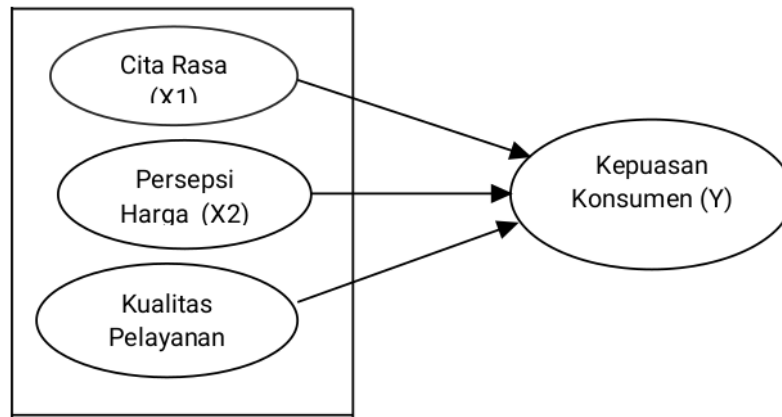 Cita Rasa
(X1)
Persepsi
Harga (X2)
Kualitas
Pelayanan
Kepuasan
Konsumen (Y)